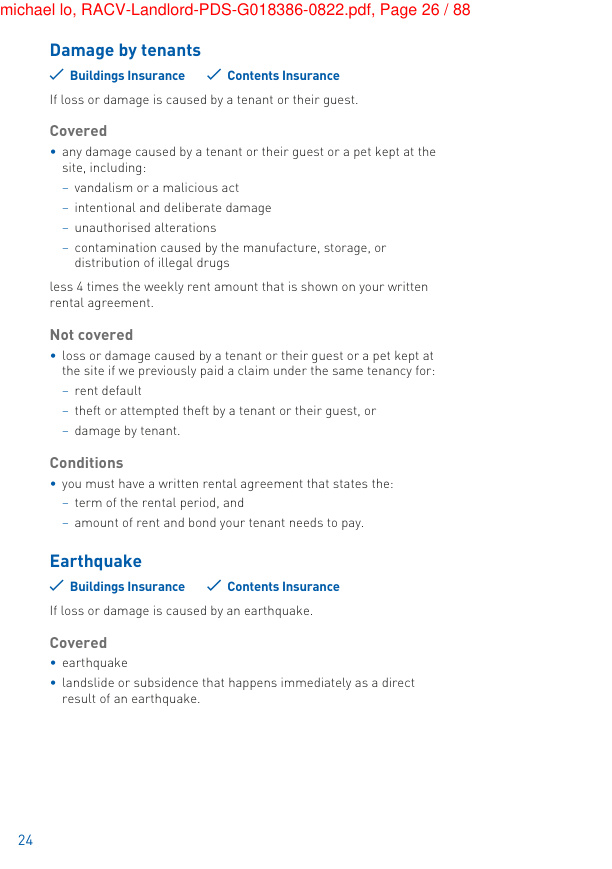 michael lo, RACV-Landlord-PDS-G018386-0822.pdf, Page 26 / 88
Damage by tenants
✓ Buildings Insurance ✓ Contents Insurance
If loss or damage is caused by a tenant or their guest.
Covered
• any damage caused by a tenant or their guest or a pet kept at the
site, including:
– vandalism or a malicious act
– intentional and deliberate damage
– unauthorised alterations
– contamination caused by the manufacture, storage, or
distribution of illegal drugs
less 4 times the weekly rent amount that is shown on your written
rental agreement.
Not covered
• loss or damage caused by a tenant or their guest or a pet kept at
the site if we previously paid a claim under the same tenancy for:
– rent default
– theft or attempted theft by a tenant or their guest, or
– damage by tenant.
Conditions
• you must have a written rental agreement that states the:
– term of the rental period, and
– amount of rent and bond your tenant needs to pay.
Earthquake
✓ Buildings Insurance ✓ Contents Insurance
If loss or damage is caused by an earthquake.
Covered
• earthquake
• landslide or subsidence that happens immediately as a direct
result of an earthquake.
24